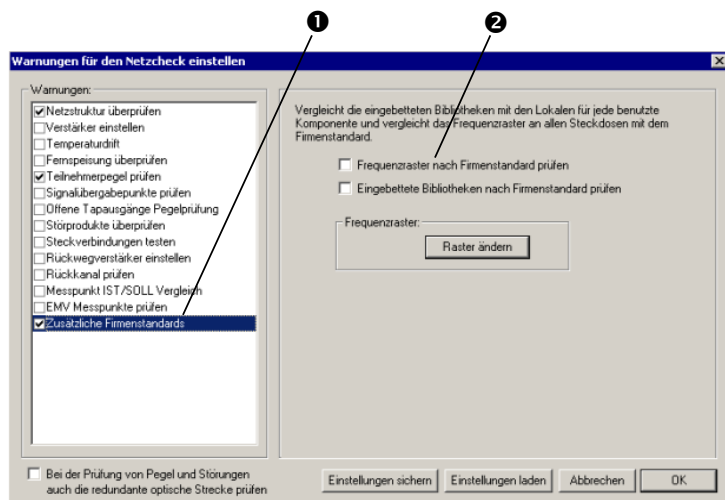 ❶
❷
Warnungen für den Netzcheck einstellen
Warnungen:
Netzstruktur überprüfen
Verstärker einstellen
Temperaturdrift
Fernspeisung überprüfen
Teilnehmerpegel prüfen
Signalübergabepunkte prüfen
Offene Tapausgänge Pegelprüfung
Störprodukte überprüfen
Steckverbindungen testen
Rückwegverstärker einstellen
Rückkanal prüfen
Messpunkt IST/SOLL Vergleich
EMV Messpunkte prüfen
Zusätzliche Firmenstandards
Vergleicht die eingebetteten Bibliotheken mit den Lokalen für jede benutzte
Komponente und vergleicht das Frequenzraster an allen Steckdosen mit dem
Firmenstandard.
Frequenzraster nach Firmenstandard prüfen
Eingebettete Bibliotheken nach Firmenstandard prüfen
Frequenzraster:
Raster ändern
Bei der Prüfung von Pegel und Störungen
auch die redundante optische Strecke prüfen
Einstellungen sichern
Einstellungen laden
Abbrechen
OK